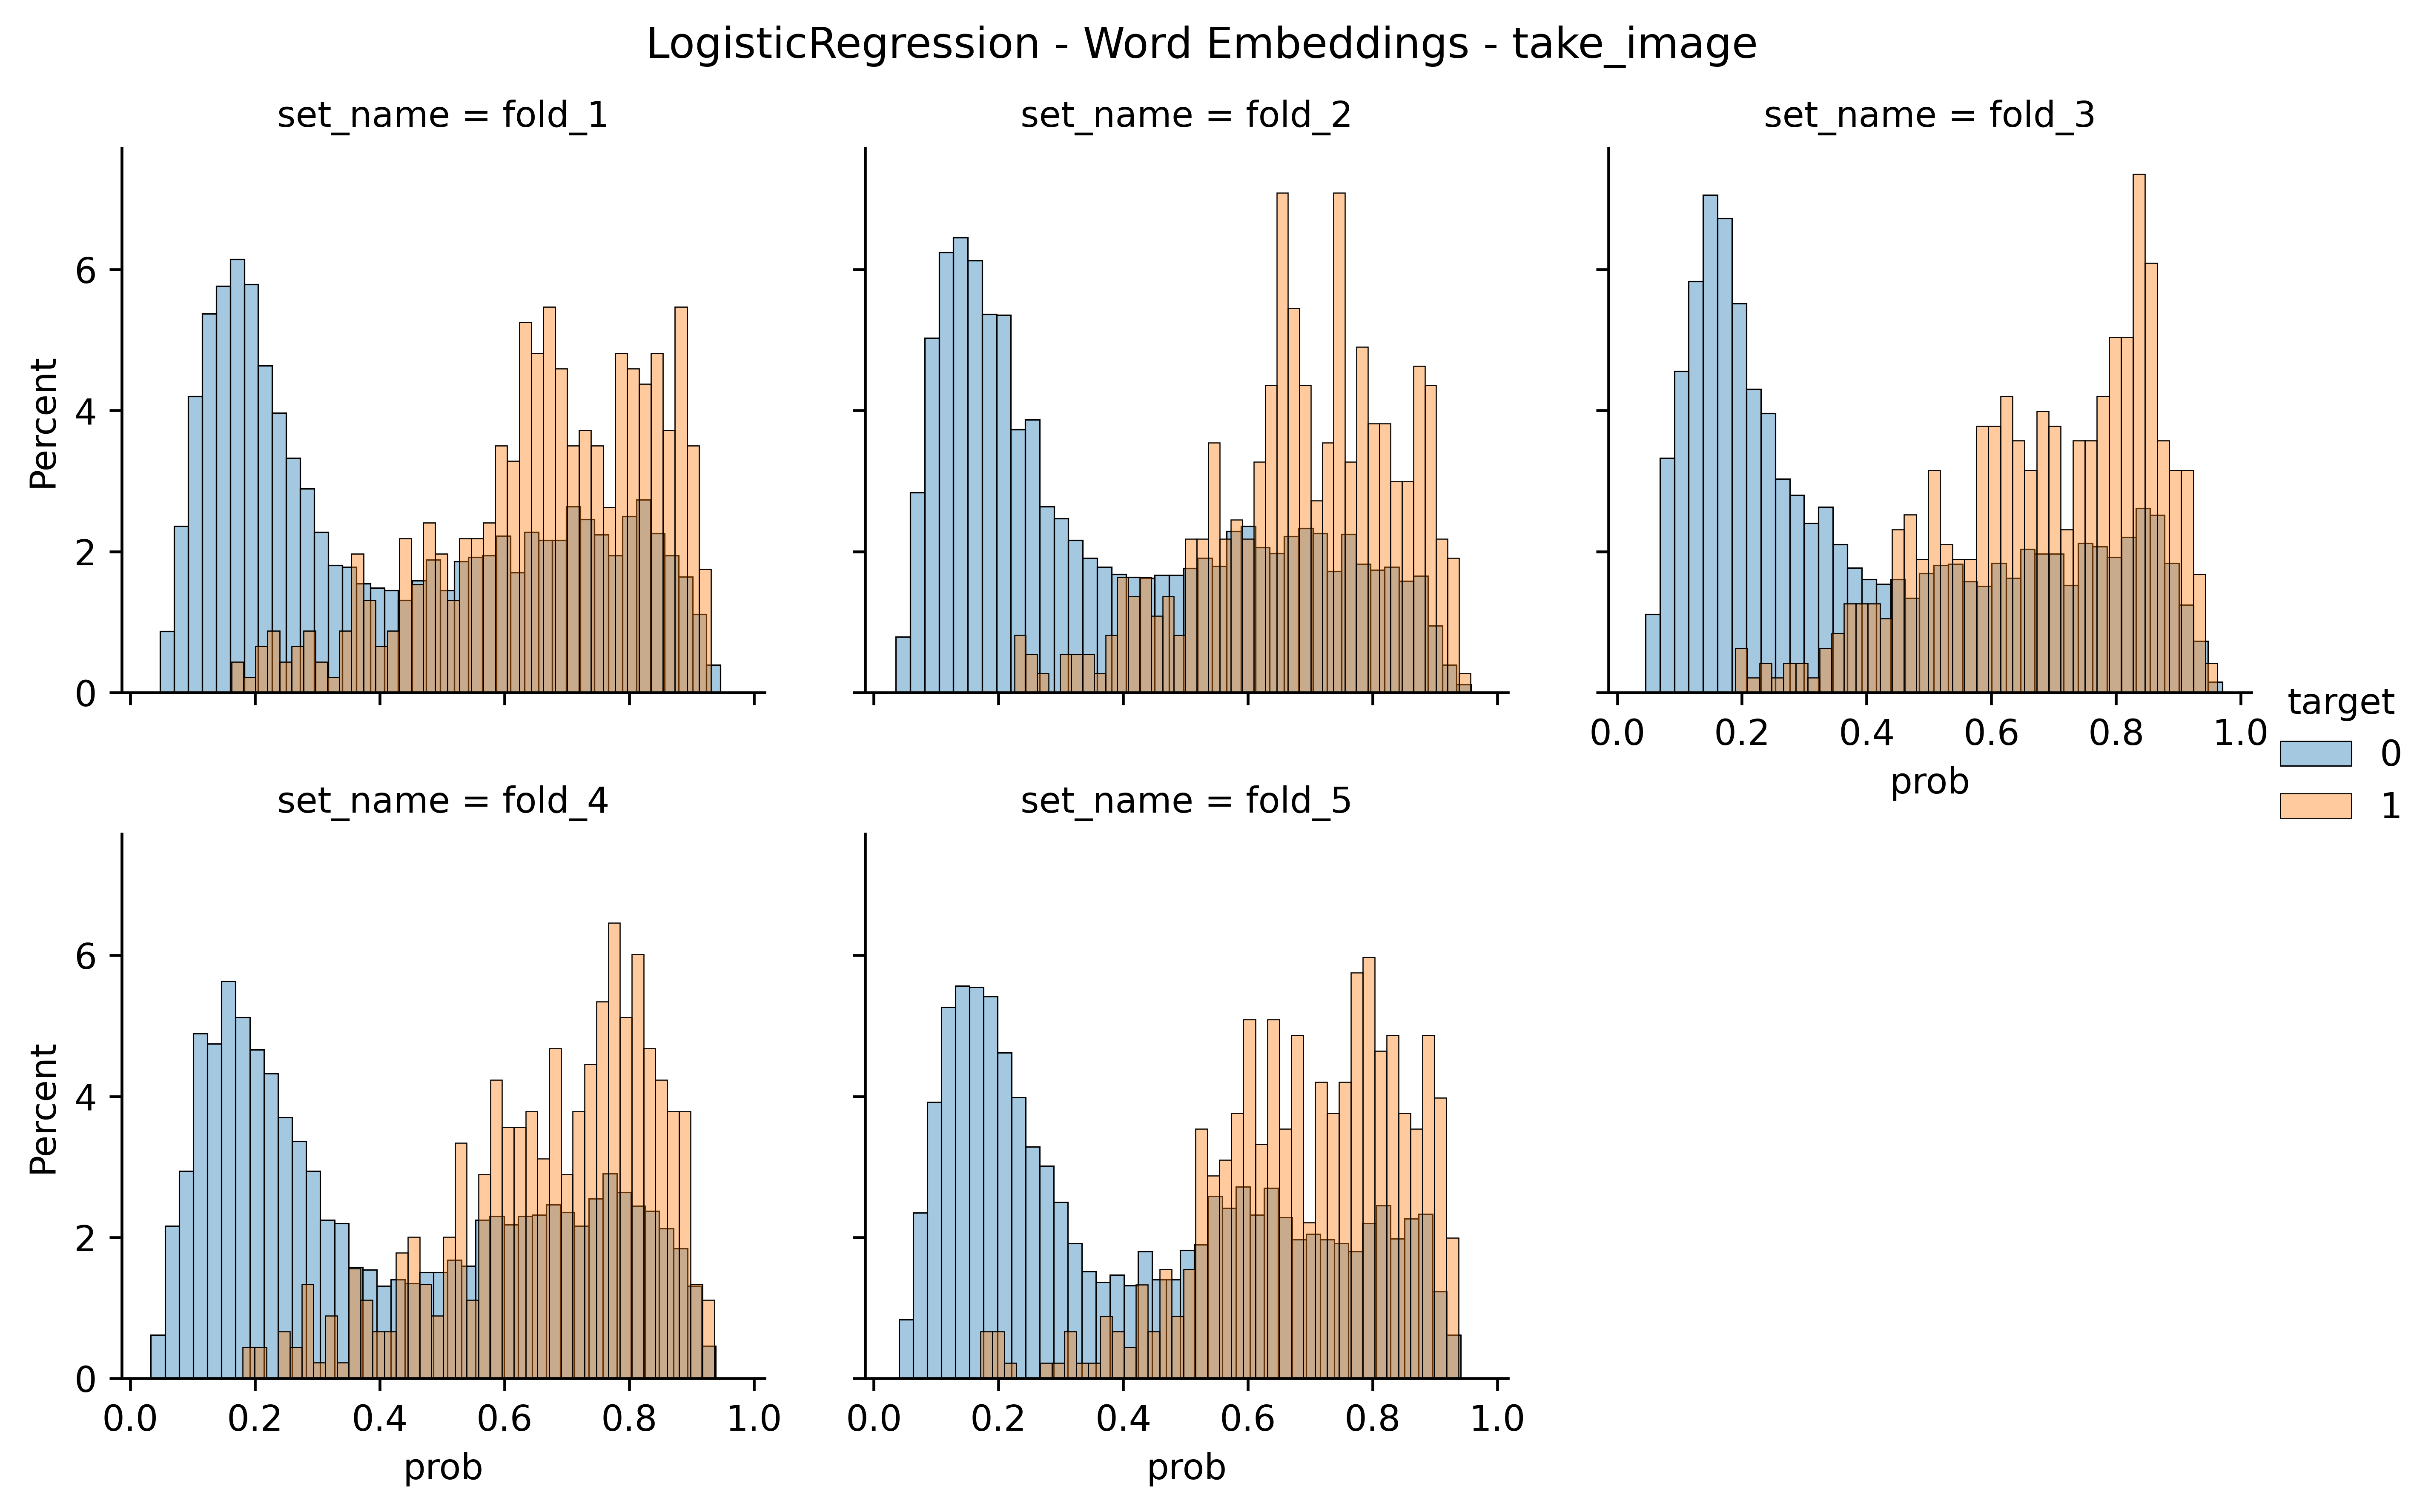 LogisticRegression - Word Embeddings - take_image
set_name = fold_1
set_name = fold_2
set_name = fold_3
Percent
6
4
2
0
0.0 0.2 0.4 0.6 0.8 1.0
prob
target
0
1
set_name = fold_4
set_name = fold_5
Percent
6
4
2
0
0.0 0.2 0.4 0.6 0.8 1.0
prob
0.0 0.2 0.4 0.6 0.8 1.0
prob